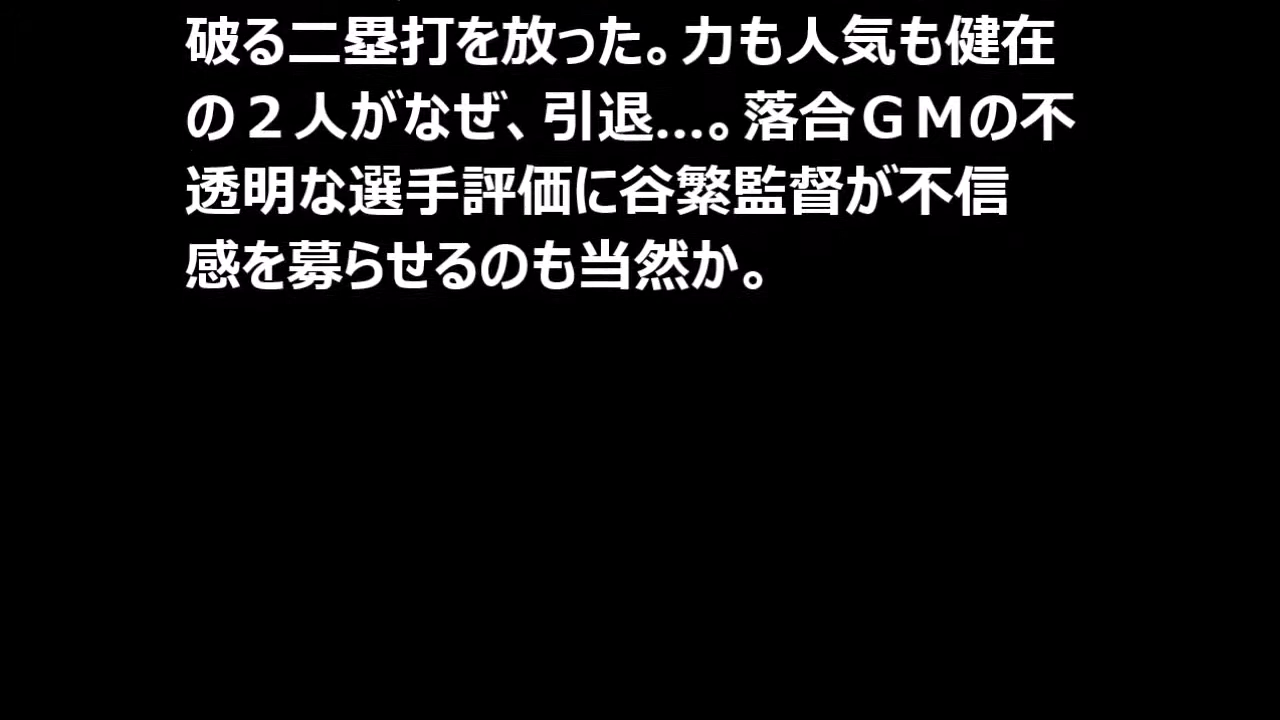 破る二塁打を放った。力も人気も健在
の２人がなぜ、引退…。落合ＧＭの不
透明な選手評価に谷繁監督が不信
感を募らせるのも当然か。